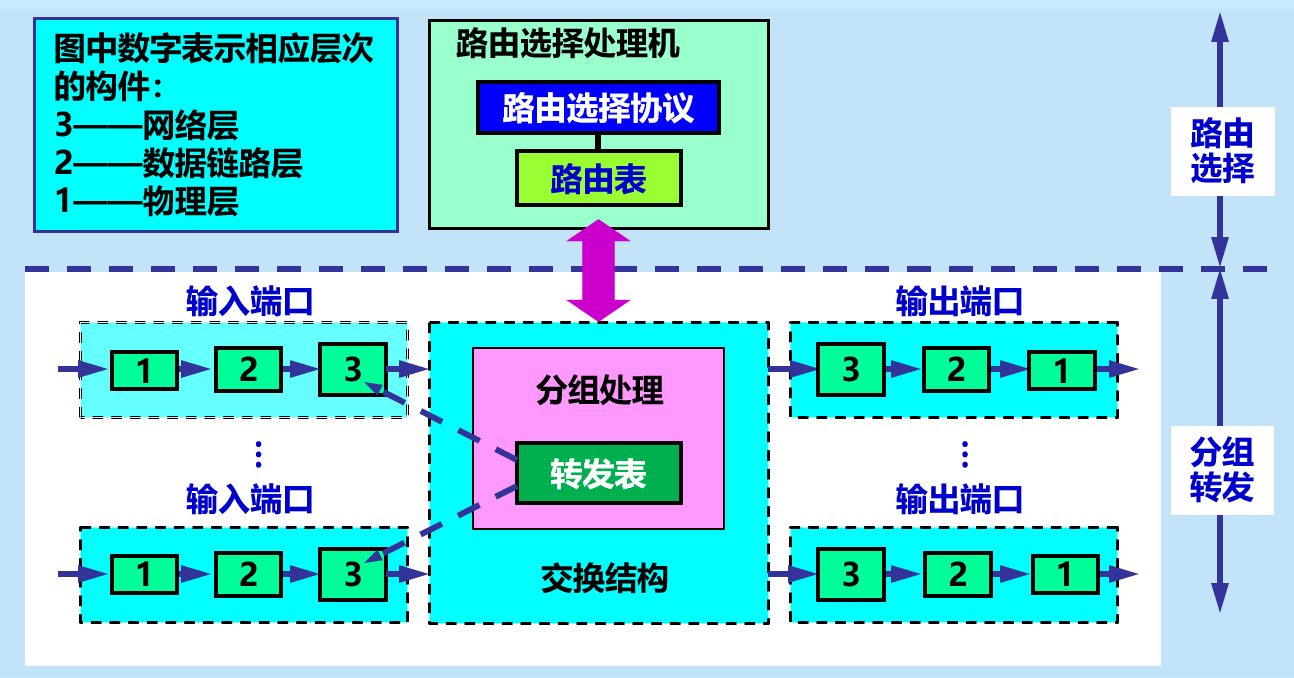 图中数字表示相应层次
的构件：
3——网络层
2——数据链路层
1——物理层
路由选择处理机
路由选择协议
路由表
路由
选择
输入端口
输出端口
1
2
3
3
2
1
分组处理
转发表
…
…
分组
转发
输入端口
输出端口
1
2
3
交换结构
3
2
1